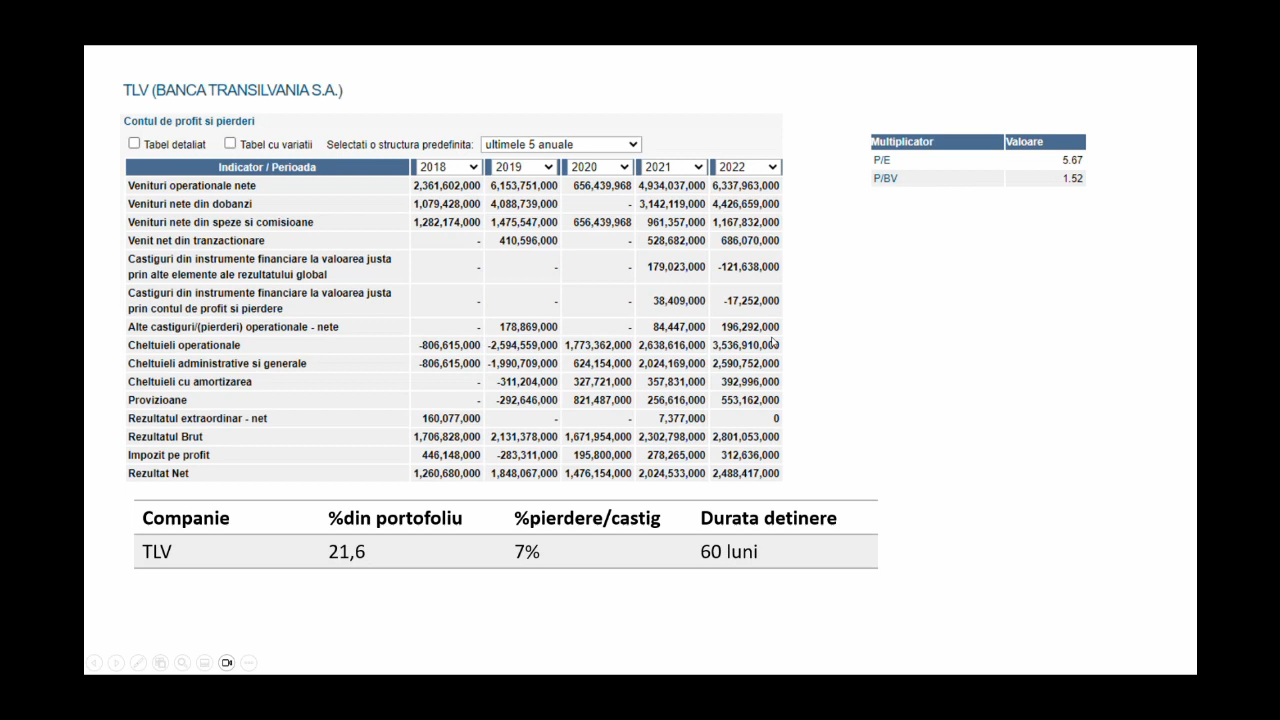 TLV (BANCA TRANSILVANIA S.A.)
Contul de profit si pierderi
Tabel detaliat Tabel cu variatii Selectati o structura predefinita: ultimele 5 anuale
Indicator / Perioada 2018 2019 2020 2021 2022
Venituri operationale nete 2,361,602,000 6,153,751,000 656,439,968 4,934,037,000 6,337,963,000
Venituri nete din dobanzi 1,079,428,000 4,088,739,000 - 3,142,119,000 4,426,659,000
Venituri nete din speze si comisioane 1,282,174,000 1,475,547,000 656,439,968 961,357,000 1,167,832,000
Venit net din tranzactionare - 410,596,000 - 528,682,000 686,070,000
Castiguri din instrumente financiare la valoarea justa
prin alte elemente ale rezultatului global - - - 179,023,000 -121,638,000
Castiguri din instrumente financiare la valoarea justa
prin contul de profit si pierdere - - - 38,409,000 -17,252,000
Alte castiguri/(pierderi) operationale - nete - 178,869,000 - 84,447,000 196,292,000
Cheltuieli operationale -806,615,000 -2,594,559,000 1,773,362,000 2,638,616,000 3,536,910,000
Cheltuieli administrative si generale -806,615,000 -1,990,709,000 624,154,000 2,024,169,000 2,590,752,000
Cheltuieli cu amortizarea - -311,204,000 327,721,000 357,831,000 392,996,000
Provizioane - -292,646,000 821,487,000 256,616,000 553,162,000
Rezultatul extraordinar - net 160,077,000 - - 7,377,000 0
Rezultatul Brut 1,706,828,000 2,131,378,000 1,671,954,000 2,302,798,000 2,801,053,000
Impozit pe profit 446,148,000 -283,311,000 195,800,000 278,265,000 312,636,000
Rezultat Net 1,260,680,000 1,848,067,000 1,476,154,000 2,024,533,000 2,488,417,000
Multiplicator Valoare
P/E 5.67
P/BV 1.52
Companie %din portofoliu %pierdere/castig Durata detinere
TLV 21,6 7% 60 luni